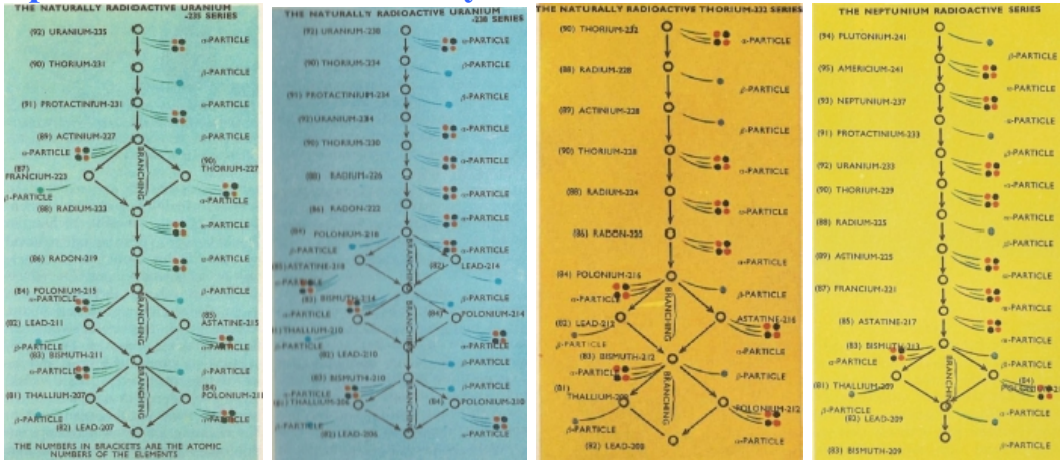 THE NATURALLY RADIOACTIVE URANIUM
-235 SERIES
(92) URANIUM-235
α-PARTICLE
(90) THORIUM-231
β-PARTICLE
(91) PROTACTINIUM-231
α-PARTICLE
(89) ACTINIUM-227
β-PARTICLE
α-PARTICLE
BRANCHING
(90)
THORIUM-227
(87)
FRANCIUM-223
β-PARTICLE
α-PARTICLE
(88) RADIUM-223
α-PARTICLE
(86) RADON-219
α-PARTICLE
(84) POLONIUM-215
β-PARTICLE
α-PARTICLE
BRANCHING
(85)
ASTATINE-215
(82) LEAD-211
β-PARTICLE
α-PARTICLE
(83) BISMUTH-211
β-PARTICLE
α-PARTICLE
BRANCHING
(84)
POLONIUM-211
(81) THALLIUM-207
β-PARTICLE
α-PARTICLE
(82) LEAD-207
THE NUMBERS IN BRACKETS ARE THE ATOMIC
NUMBERS OF THE ELEMENTS
THE NATURALLY RADIOACTIVE URANIUM
-238 SERIES
(92) URANIUM-238
α-PARTICLE
(90) THORIUM-234
β-PARTICLE
(91) PROTACTINIUM-234
β-PARTICLE
(92) URANIUM-234
α-PARTICLE
(90) THORIUM-230
α-PARTICLE
(88) RADIUM-226
α-PARTICLE
(86) RADON-222
α-PARTICLE
(84)
POLONIUM-218
β-PARTICLE
α-PARTICLE
BRANCHING
(85) ASTATINE-218
(82) LEAD-214
α-PARTICLE
β-PARTICLE
(83) BISMUTH-214
α-PARTICLE
β-PARTICLE
BRANCHING
(84)
POLONIUM-214
THALLIUM-210
β-PARTICLE
α-PARTICLE
(82) LEAD-210
β-PARTICLE
(83) BISMUTH-210
β-PARTICLE
α-PARTICLE
BRANCHING
THALLIUM-206
(84) POLONIUM-210
β-PARTICLE
α-PARTICLE
(82) LEAD-206
THE NATURALLY RADIOACTIVE THORIUM-232 SERIES
(90) THORIUM-232
α-PARTICLE
(88) RADIUM-228
β-PARTICLE
(89) ACTINIUM-228
β-PARTICLE
(90) THORIUM-228
α-PARTICLE
(88) RADIUM-224
α-PARTICLE
(86) RADON-220
α-PARTICLE
(84) POLONIUM-216
α-PARTICLE
β-PARTICLE
BRANCHING
(82) LEAD-212
ASTATINE-216
β-PARTICLE
α-PARTICLE
(83) BISMUTH-212
α-PARTICLE
β-PARTICLE
BRANCHING
(81)
THALLIUM-208
POLONIUM-212
β-PARTICLE
α-PARTICLE
(82) LEAD-208
THE NEPTUNIUM RADIOACTIVE SERIES
(94) PLUTONIUM-241
β-PARTICLE
(95) AMERICIUM-241
α-PARTICLE
(93) NEPTUNIUM-237
α-PARTICLE
(91) PROTACTINIUM-233
β-PARTICLE
(92) URANIUM-233
α-PARTICLE
(90) THORIUM-229
α-PARTICLE
(88) RADIUM-225
β-PARTICLE
(89) ASTINIUM-225
α-PARTICLE
(87) FRANCIUM-221
α-PARTICLE
(85) ASTATINE-217
α-PARTICLE
(83) BISMUTH-213
α-PARTICLE
β-PARTICLE
BRANCHING
(81) THALLIUM-209
(84)
β-PARTICLE
α-PARTICLE
(82) LEAD-209
β-PARTICLE
(83) BISMUTH-209